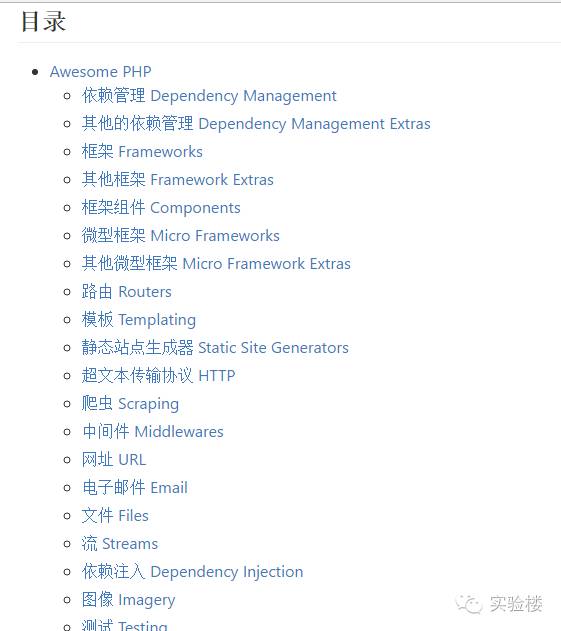 目录
Awesome PHP
依赖管理 Dependency Management
其他的依赖管理 Dependency Management Extras
框架 Frameworks
其他框架 Framework Extras
框架组件 Components
微型框架 Micro Frameworks
其他微型框架 Micro Framework Extras
路由 Routers
模板 Templating
静态站点生成器 Static Site Generators
超文本传输协议 HTTP
爬虫 Scraping
中间件 Middlewares
网址 URL
电子邮件 Email
文件 Files
流 Streams
依赖注入 Dependency Injection
图像 Imagery
测试 Testing
实验楼